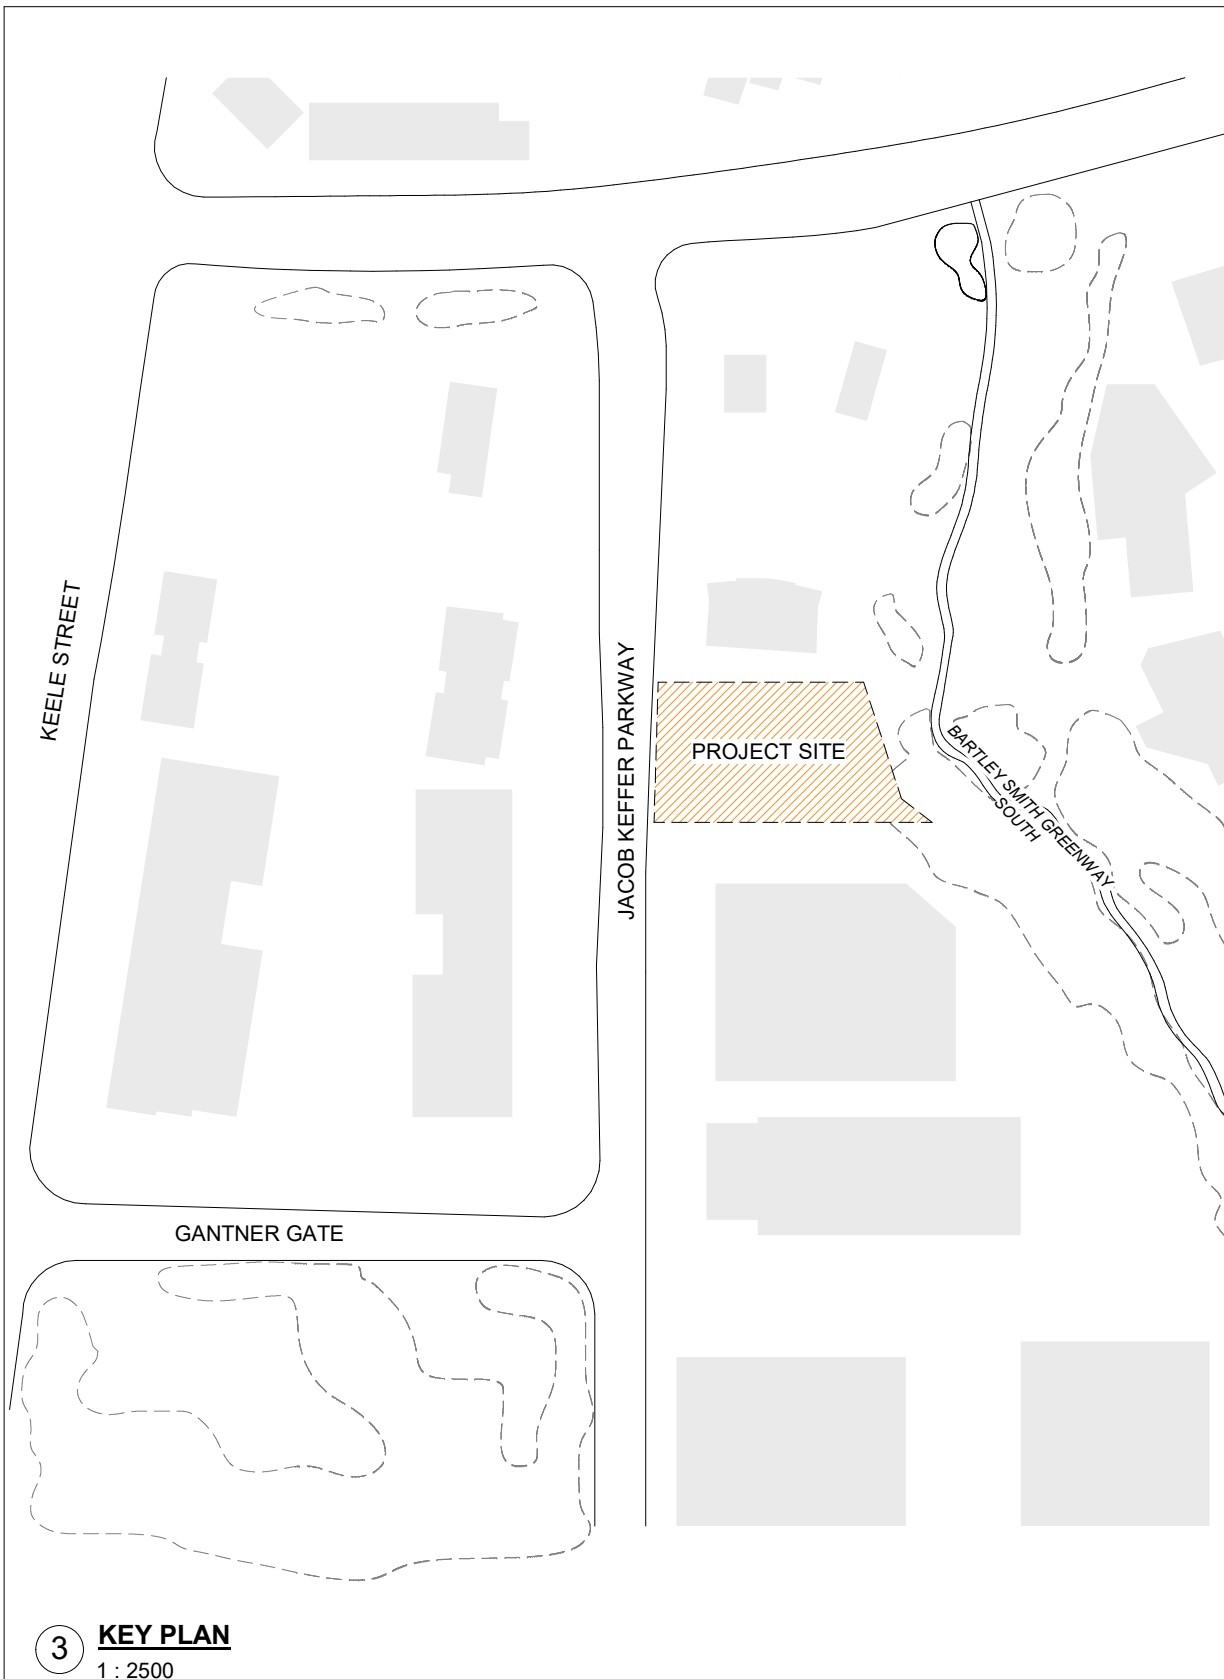 KEELE STREET
JACOB KEFFER PARKWAY
PROJECT SITE
BARTLEY SMITH GREENWAY
SOUTH
GANTNER GATE
3
KEY PLAN
1 : 2500